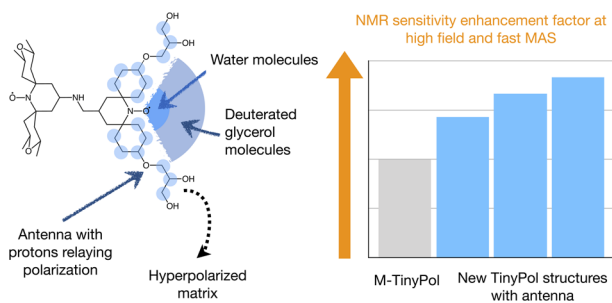 OH
OH
O
Water molecules
O
NH
N
O•
N
O•
Deuterated
glycerol
molecules
O
O
OH
OH
Antenna with
protons relaying
polarization
Hyperpolarized
matrix
NMR sensitivity enhancement factor at
high field and fast MAS
M-TinyPol
New TinyPol structures
with antenna